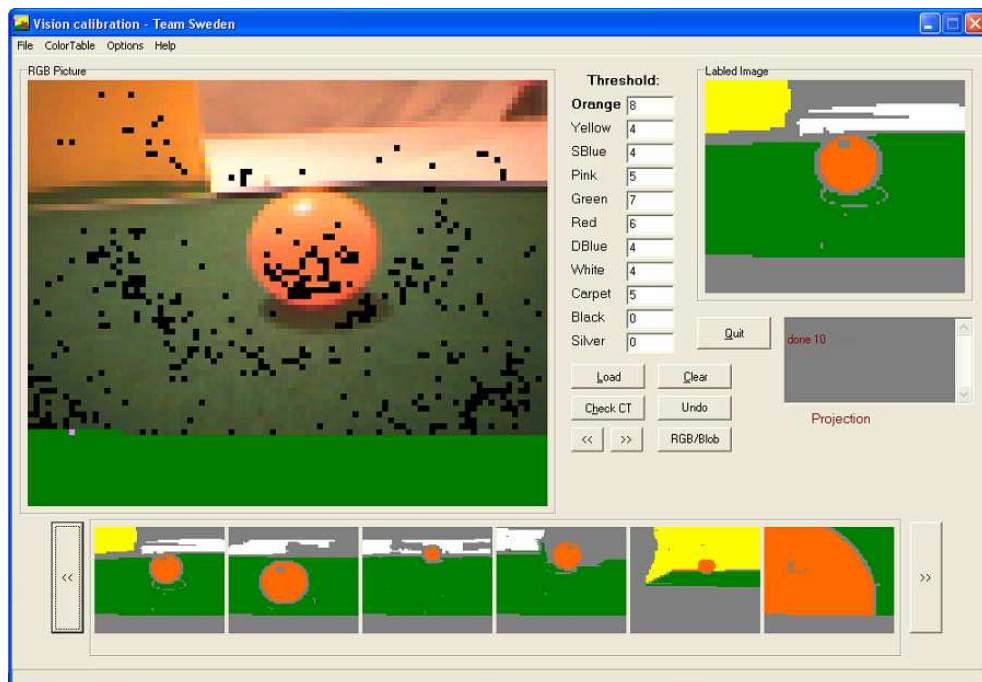 Vision calibration - Team Sweden
File ColorTable Options Help
RGB Picture
Threshold:
Orange 8
Yellow 4
SBlue 4
Pink 5
Green 7
Red 6
DBlue 4
White 4
Carpet 5
Black 0
Silver 0
Load Clear
Check CT Undo
<< >> RGB/Blob
Labled Image
Quit
done 10
Projection
<< >>